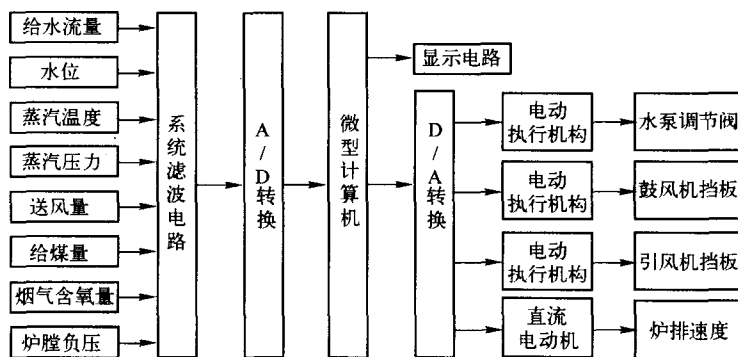 给水流量
水位
蒸汽温度
蒸汽压力
送风量
给煤量
烟气含氧量
炉膛负压
系统滤波电路
A/D转换
微型计算机
显示电路
D/A转换
电动
执行机构
水泵调节阀
电动
执行机构
鼓风机挡板
电动
执行机构
引风机挡板
直流
电动机
炉排速度